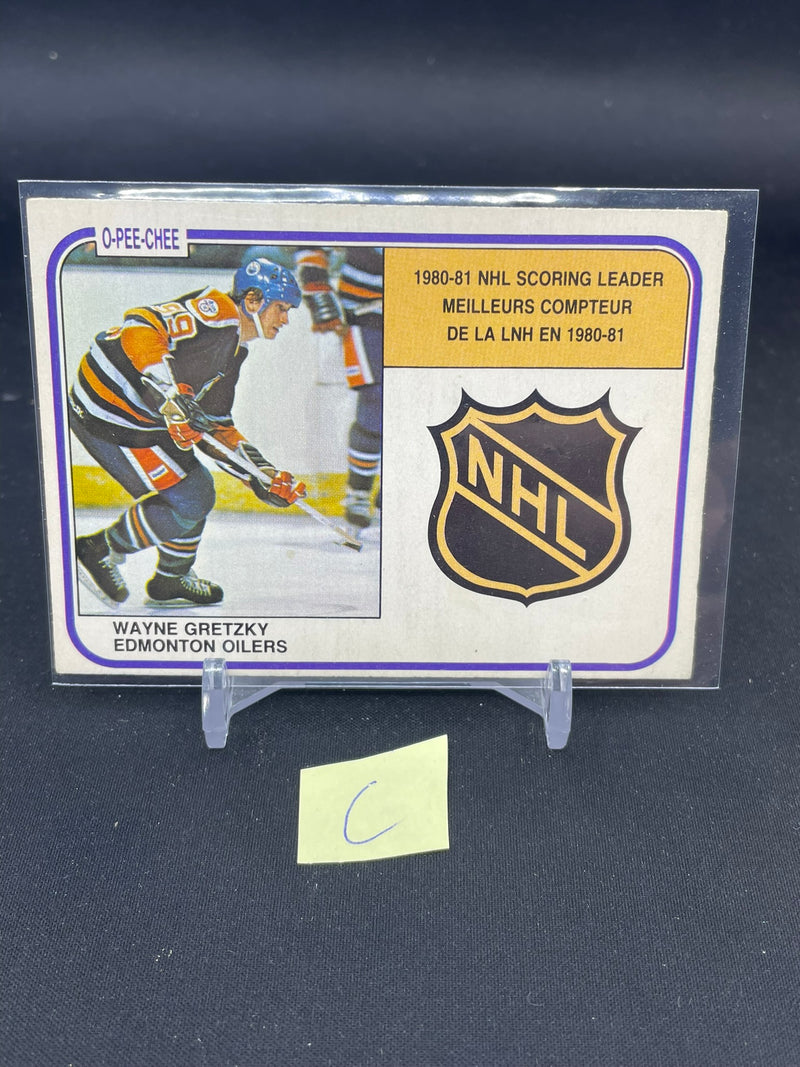 O-PEE-CHEE
1980-81 NHL SCORING LEADER
MEILLEURS COMPTEUR
DE LA LNH EN 1980-81
99
NHL
WAYNE GRETZKY
EDMONTON OILERS
C